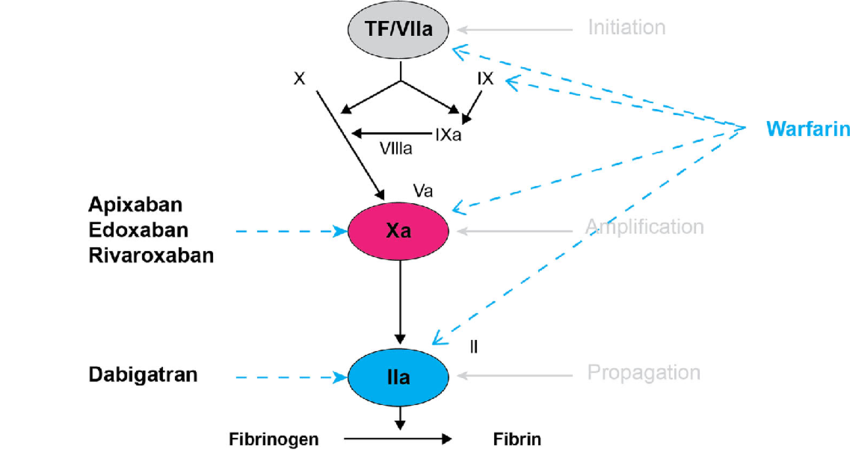 TF/VIIa
Initiation
X
IX
VIIIa
IXa
Warfarin
Va
Apixaban
Edoxaban
Rivaroxaban
Xa
Amplification
II
Dabigatran
IIa
Propagation
Fibrinogen
Fibrin